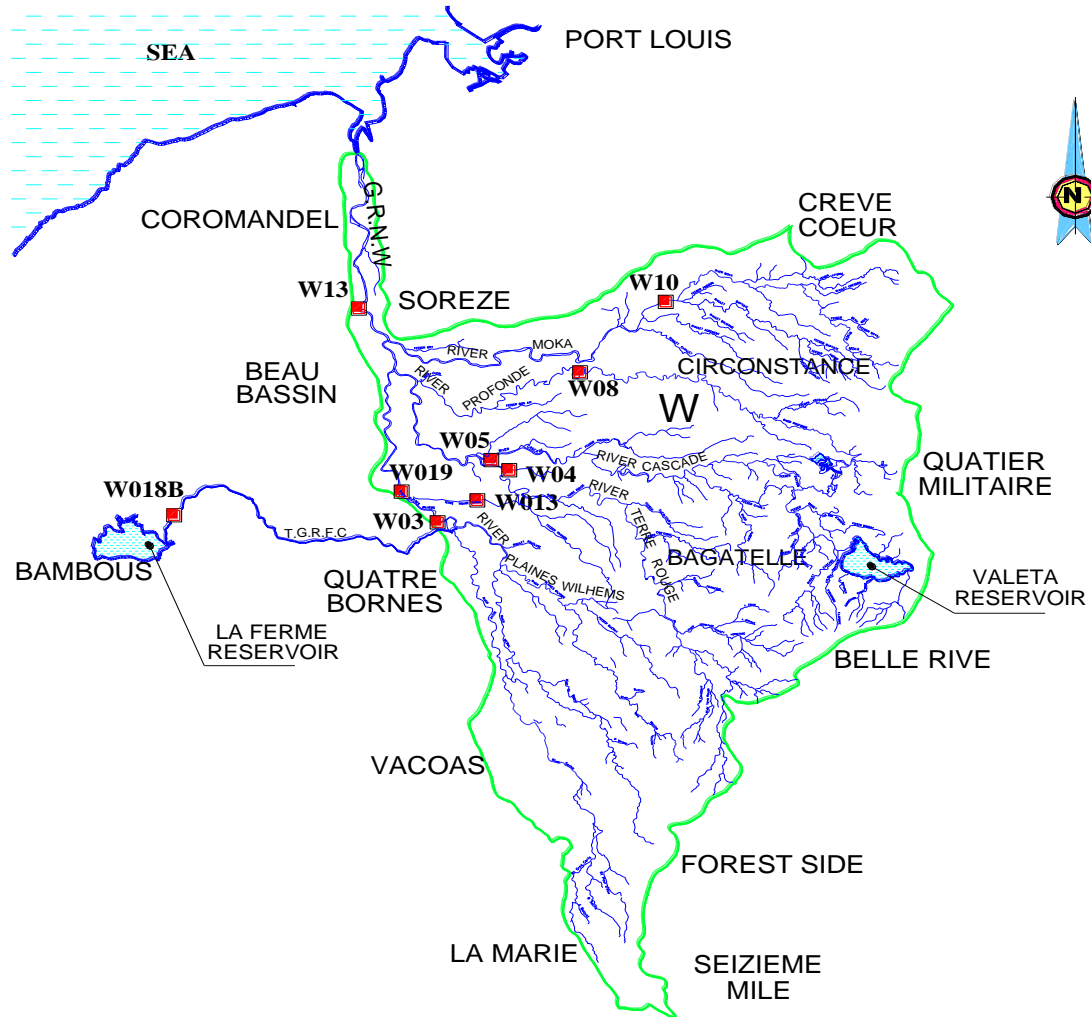 PORT LOUIS
SEA
N
CREVE
COEUR
COROMANDEL
G.R.N.W
W10
W13
SOREZE
RIVER MOKA
CIRCONSTANCE
BEAU
BASSIN
RIVER PROFONDE
W08
W
W05
RIVER CASCADE
W04
QUATIER
MILITAIRE
W019
W018B
W013
W03
RIVER TERRE ROUGE
RIVER PLAINES WILHEMS
T.G.R.F.C
BAGATELLE
BAMBOUS
QUATRE
BORNES
VALETA
RESERVOIR
LA FERME
RESERVOIR
BELLE RIVE
VACOAS
FOREST SIDE
LA MARIE
SEIZIEME
MILE